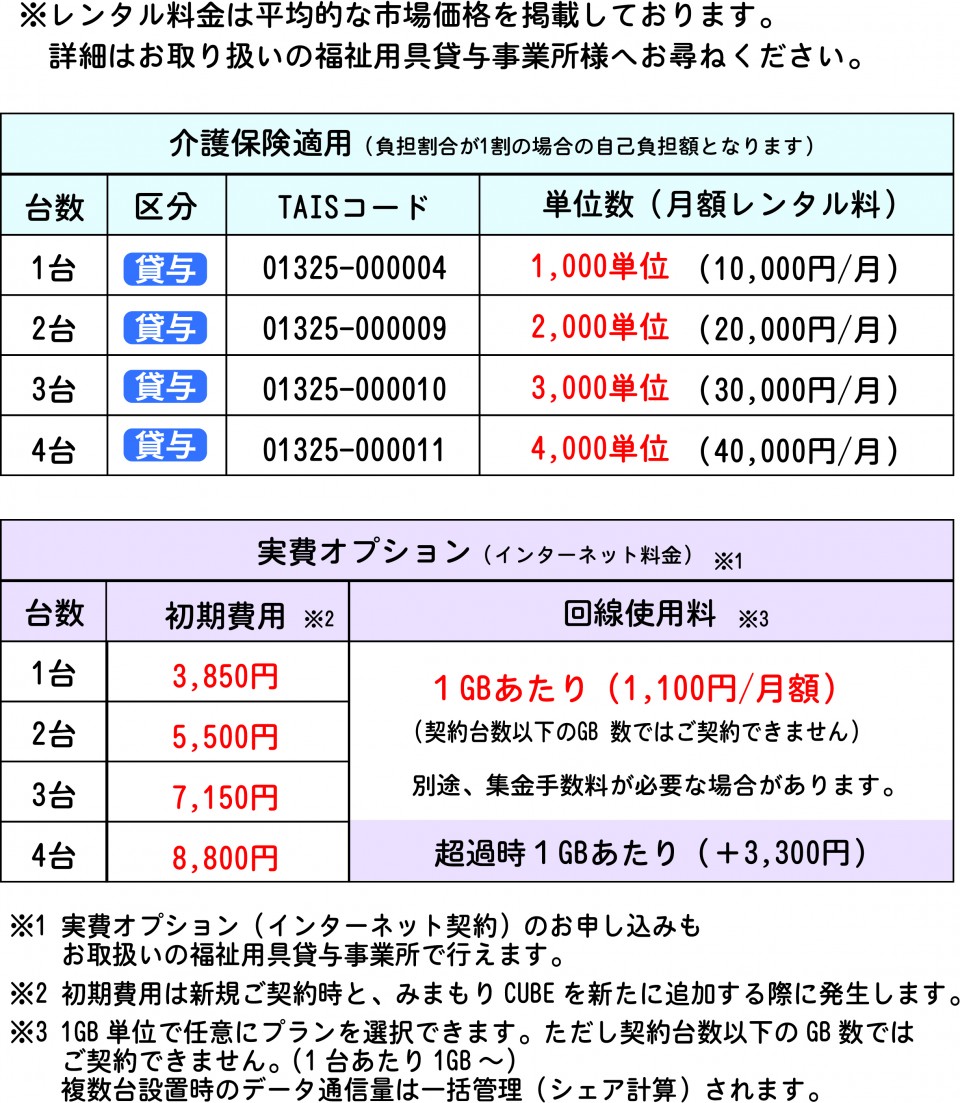 ※レンタル料金は平均的な市場価格を掲載しております。
詳細はお取り扱いの福祉用具貸与事業所様へお尋ねください。
介護保険適用（負担割合が1割の場合の自己負担額となります）
台数 区分 TAISコード 単位数（月額レンタル料）
1台 貸与 01325-000004 1,000単位 (10,000円/月)
2台 貸与 01325-000009 2,000単位 (20,000円/月)
3台 貸与 01325-000010 3,000単位 (30,000円/月)
4台 貸与 01325-000011 4,000単位 (40,000円/月)
実費オプション（インターネット料金） ※1
台数 初期費用 ※2 回線使用料 ※3
1台 3,850円
2台 5,500円
3台 7,150円
4台 8,800円
１GBあたり（1,100円/月額）
（契約台数以下のGB 数ではご契約できません）
別途、集金手数料が必要な場合があります。
超過時１GBあたり（＋3,300円）
※1 実費オプション（インターネット契約）のお申し込みも
お取扱いの福祉用具貸与事業所で行えます。
※2 初期費用は新規ご契約時と、みまもり CUBE を新たに追加する際に発生します。
※3 1GB 単位で任意にプランを選択できます。ただし契約台数以下の GB 数では
ご契約できません。（1 台あたり 1GB ～）
複数台設置時のデータ通信量は一括管理（シェア計算）されます。